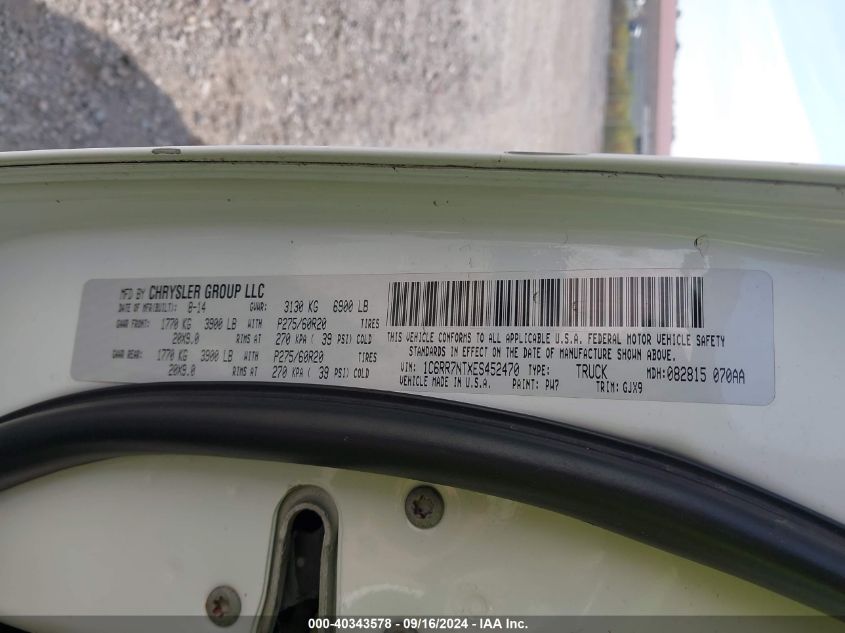 MFD BY CHRYSLER GROUP LLC
DATE OF MFR(BUILT): 8-14 GVWR: 3130 KG 6900 LB
GAWR FRONT: 1770 KG 3900 LB WITH P275/60R20 TIRES
20X9.0 RIMS AT 270 KPA ( 39 PSI) COLD
GAWR REAR: 1770 KG 3900 LB WITH P275/60R20 TIRES
20X9.0 RIMS AT 270 KPA ( 39 PSI) COLD
THIS VEHICLE CONFORMS TO ALL APPLICABLE U.S.A. FEDERAL MOTOR VEHICLE SAFETY
STANDARDS IN EFFECT ON THE DATE OF MANUFACTURE SHOWN ABOVE.
VIN: 1C6RR7NTXES452470 TYPE: TRUCK MDH: 082815 070AA
VEHICLE MADE IN U.S.A. PAINT: PW7 TRIM: GJX9
000-40343578 - 09/16/2024 - IAA Inc.